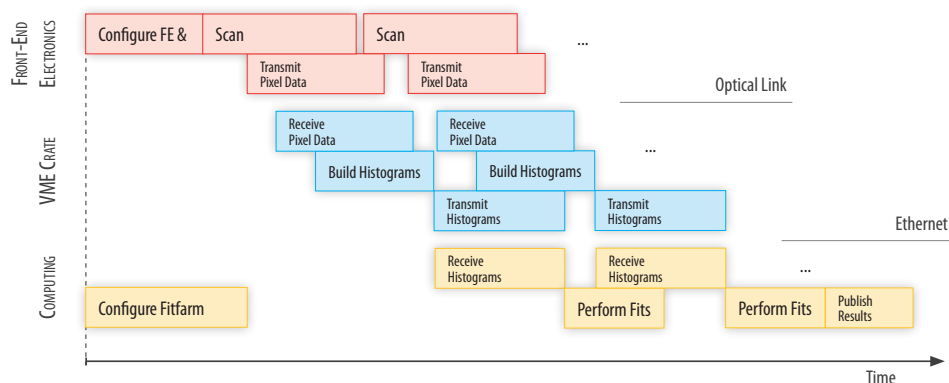 FRONT-END
ELECTRONICS
Configure FE &
Scan
Scan
...
Transmit
Pixel Data
Transmit
Pixel Data
Optical Link
VME CRATE
Receive
Pixel Data
Receive
Pixel Data
...
Build Histograms
Build Histograms
Transmit
Histograms
Transmit
Histograms
Ethernet
COMPUTING
Receive
Histograms
Receive
Histograms
...
Configure Fitfarm
Perform Fits
Perform Fits
Publish
Results
Time